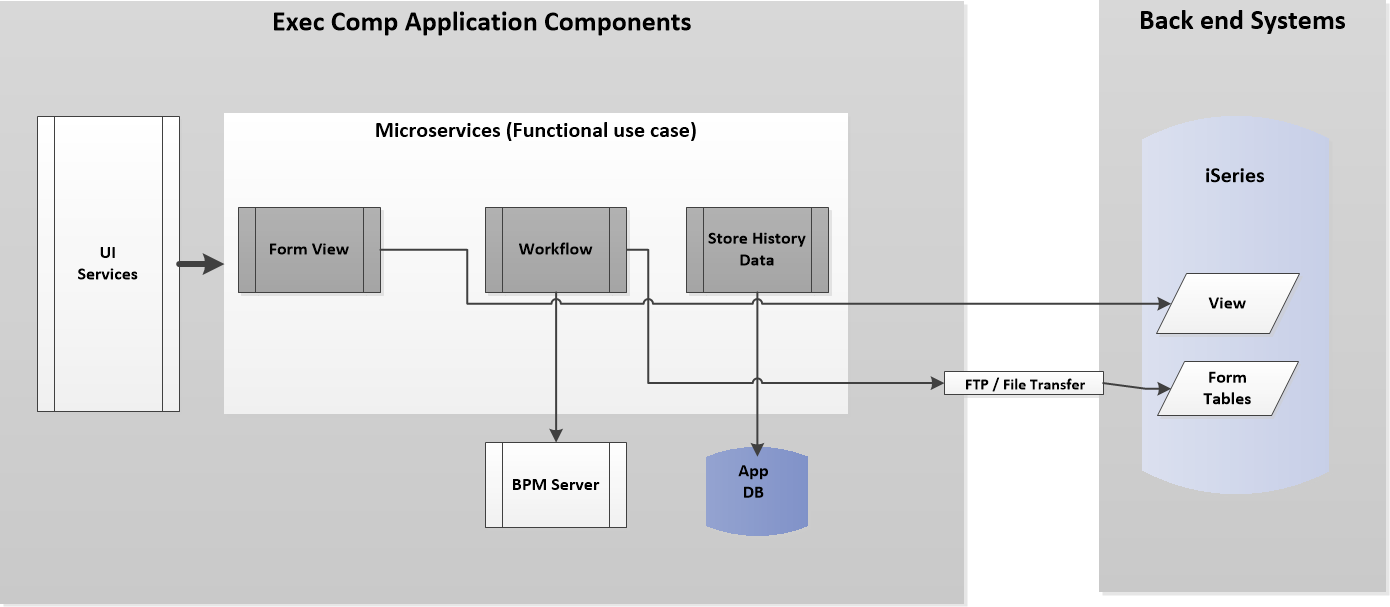 Exec Comp Application Components
Back end Systems
Microservices (Functional use case)
iSeries
UI
Services
Form View
Workflow
Store History
Data
View
FTP / File Transfer
Form
Tables
BPM Server
App
DB